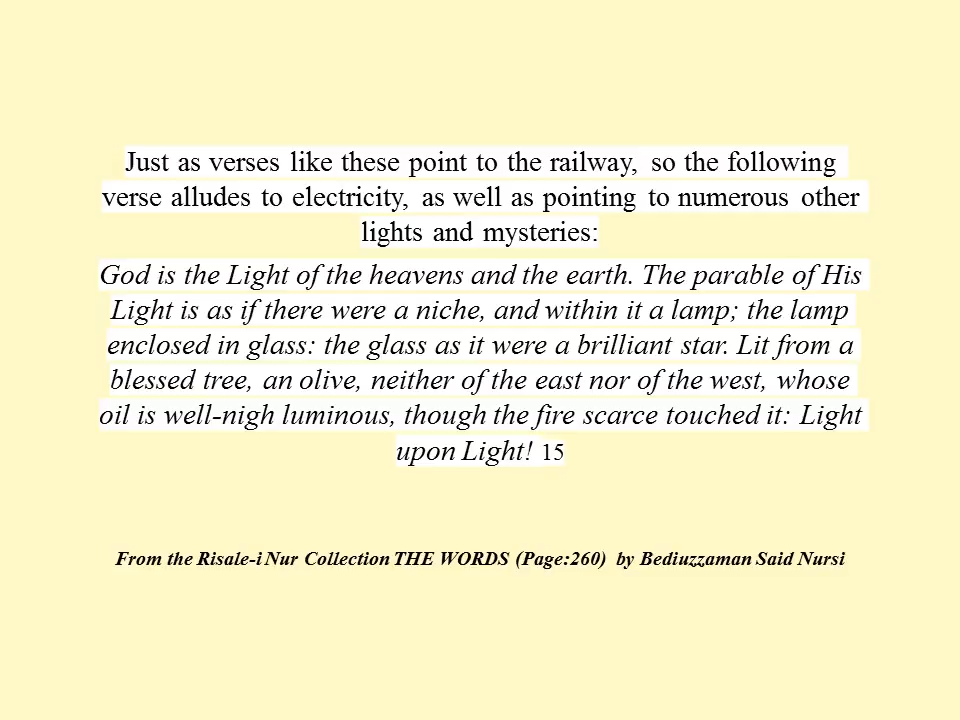 Just as verses like these point to the railway, so the following
verse alludes to electricity, as well as pointing to numerous other
lights and mysteries:
God is the Light of the heavens and the earth. The parable of His
Light is as if there were a niche, and within it a lamp; the lamp
enclosed in glass: the glass as it were a brilliant star. Lit from a
blessed tree, an olive, neither of the east nor of the west, whose
oil is well-nigh luminous, though the fire scarce touched it: Light
upon Light! 15
From the Risale-i Nur Collection THE WORDS (Page:260) by Bediuzzaman Said Nursi